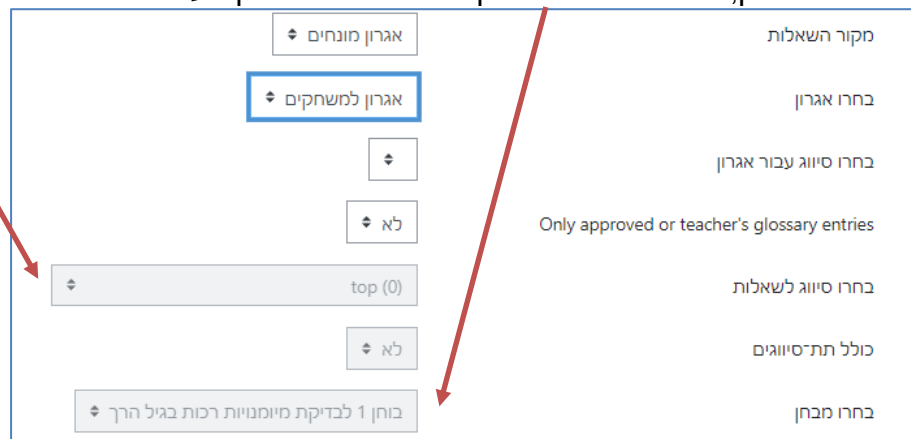 מקור השאלות אגרון מונחים
בחרו אגרון אגרון למשחקים
בחרו סיווג עבור אגרון
Only approved or teacher's glossary entries לא
בחרו סיווג לשאלות top (0)
כולל תת־סיווגים לא
בחרו מבחן בוחן 1 לבדיקת מיומנויות רכות בגיל הרך